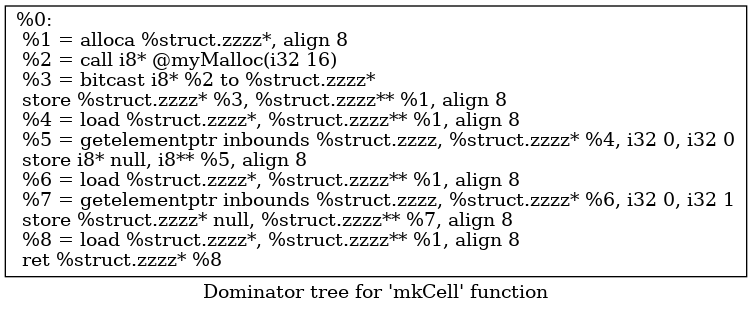 %0:
%1 = alloca %struct.zzzz*, align 8
%2 = call i8* @myMalloc(i32 16)
%3 = bitcast i8* %2 to %struct.zzzz*
store %struct.zzzz* %3, %struct.zzzz** %1, align 8
%4 = load %struct.zzzz*, %struct.zzzz** %1, align 8
%5 = getelementptr inbounds %struct.zzzz, %struct.zzzz* %4, i32 0, i32 0
store i8* null, i8** %5, align 8
%6 = load %struct.zzzz*, %struct.zzzz** %1, align 8
%7 = getelementptr inbounds %struct.zzzz, %struct.zzzz* %6, i32 0, i32 1
store %struct.zzzz* null, %struct.zzzz** %7, align 8
%8 = load %struct.zzzz*, %struct.zzzz** %1, align 8
ret %struct.zzzz* %8
Dominator tree for 'mkCell' function